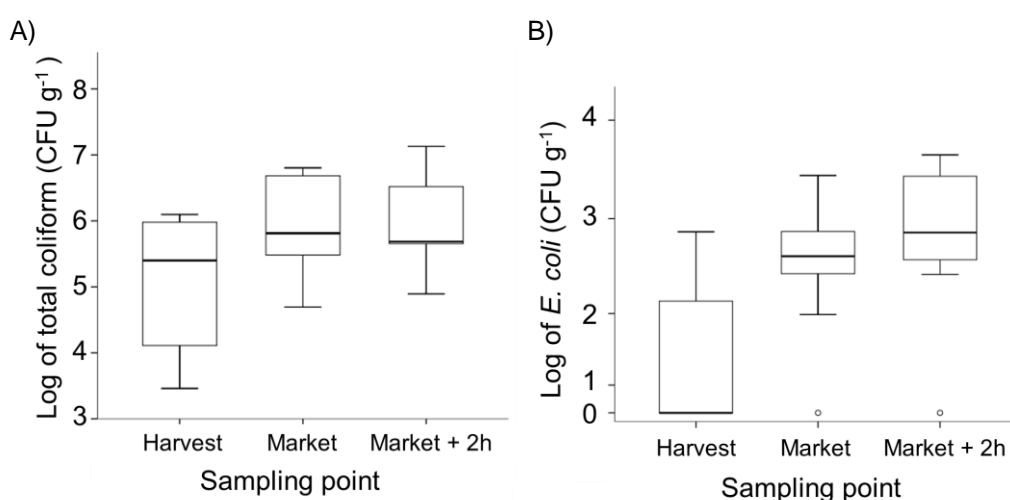 A)
Log of total coliform (CFU g⁻¹)
8
7
6
5
4
3
Harvest Market Market + 2h
Sampling point
B)
Log of E. coli (CFU g⁻¹)
4
3
2
1
0
Harvest Market Market + 2h
Sampling point